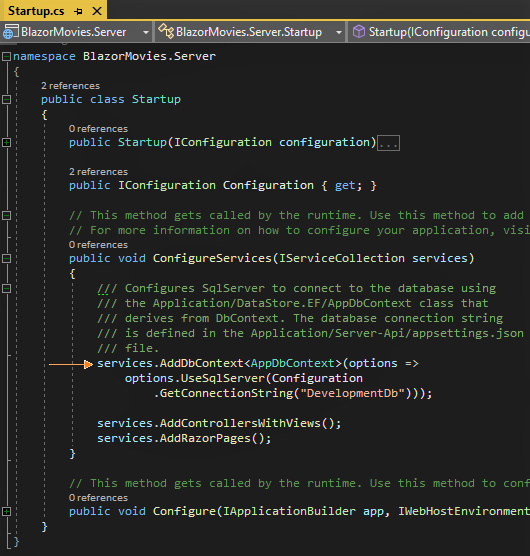 Startup.cs
BlazorMovies.Server BlazorMovies.Server.Startup Startup(IConfiguration configu
namespace BlazorMovies.Server
{
2 references
public class Startup
{
0 references
public Startup(IConfiguration configuration)...
2 references
public IConfiguration Configuration { get; }
// This method gets called by the runtime. Use this method to add
// For more information on how to configure your application, visi
0 references
public void ConfigureServices(IServiceCollection services)
{
/// Configures SqlServer to connect to the database using
/// the Application/DataStore.EF/AppDbContext class that
/// derives from DbContext. The database connection string
/// is defined in the Application/Server-Api/appsettings.json
/// file.
services.AddDbContext<AppDbContext>(options =>
options.UseSqlServer(Configuration
.GetConnectionString("DevelopmentDb")));
services.AddControllersWithViews();
services.AddRazorPages();
}
// This method gets called by the runtime. Use this method to conf
0 references
public void Configure(IApplicationBuilder app, IWebHostEnvironment
}
}